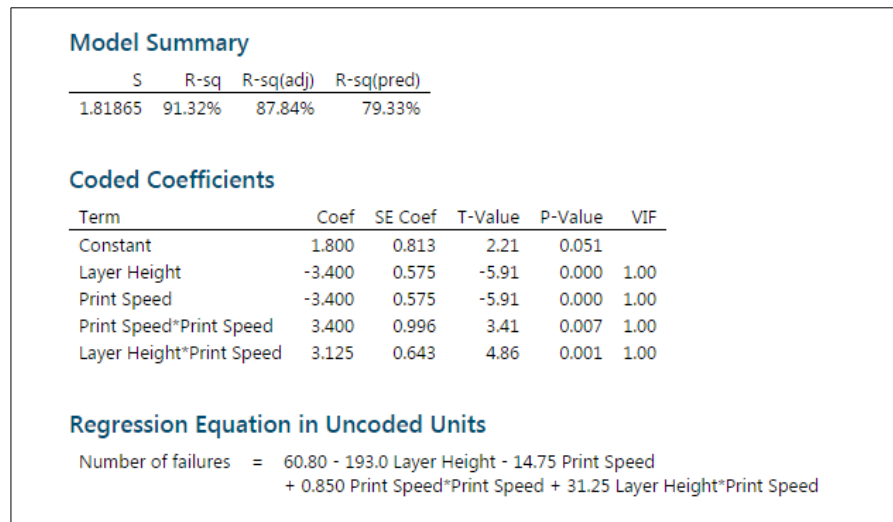 Model Summary
S R-sq R-sq(adj) R-sq(pred)
1.81865 91.32% 87.84% 79.33%
Coded Coefficients
Term Coef SE Coef T-Value P-Value VIF
Constant 1.800 0.813 2.21 0.051
Layer Height -3.400 0.575 -5.91 0.000 1.00
Print Speed -3.400 0.575 -5.91 0.000 1.00
Print Speed*Print Speed 3.400 0.996 3.41 0.007 1.00
Layer Height*Print Speed 3.125 0.643 4.86 0.001 1.00
Regression Equation in Uncoded Units
Number of failures = 60.80 - 193.0 Layer Height - 14.75 Print Speed
+ 0.850 Print Speed*Print Speed + 31.25 Layer Height*Print Speed